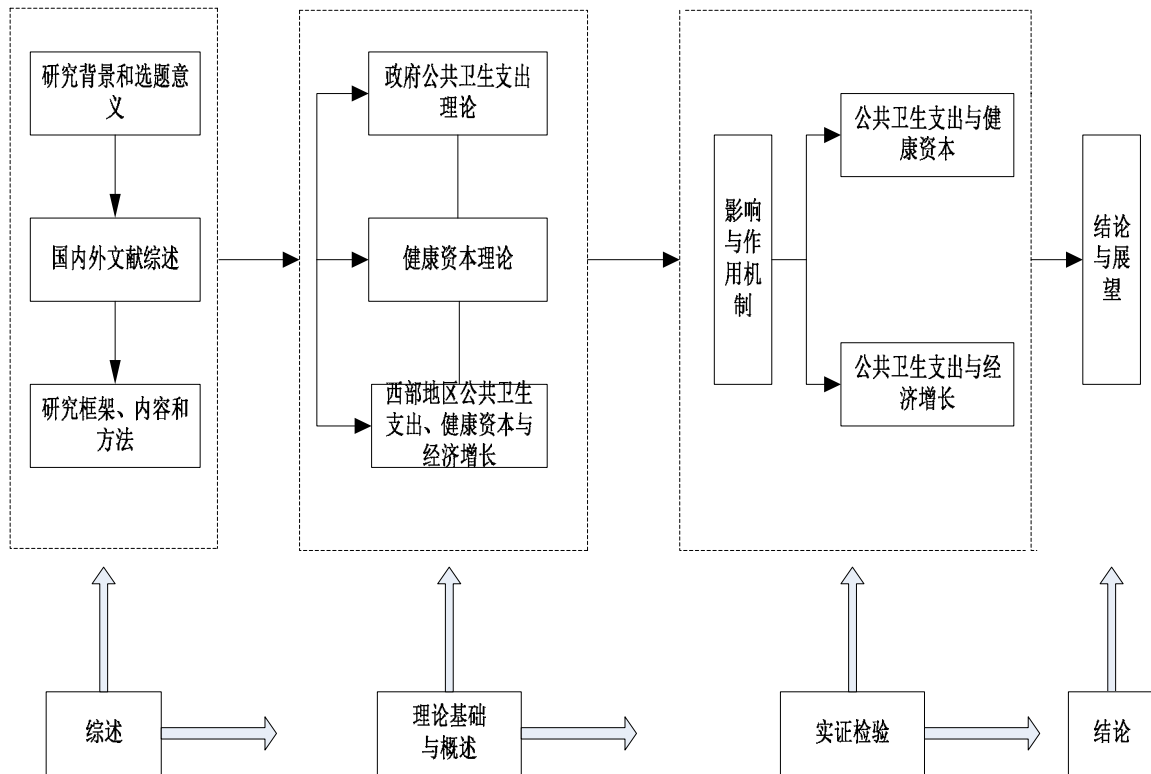 研究背景和选题意
义
国内外文献综述
研究框架、内容和
方法
政府公共卫生支出
理论
健康资本理论
西部地区公共卫生
支出、健康资本与
经济增长
影响
与作
用机
制
公共卫生支出与健
康资本
公共卫生支出与经
济增长
结论
与展
望
综述
理论基础
与概述
实证检验
结论